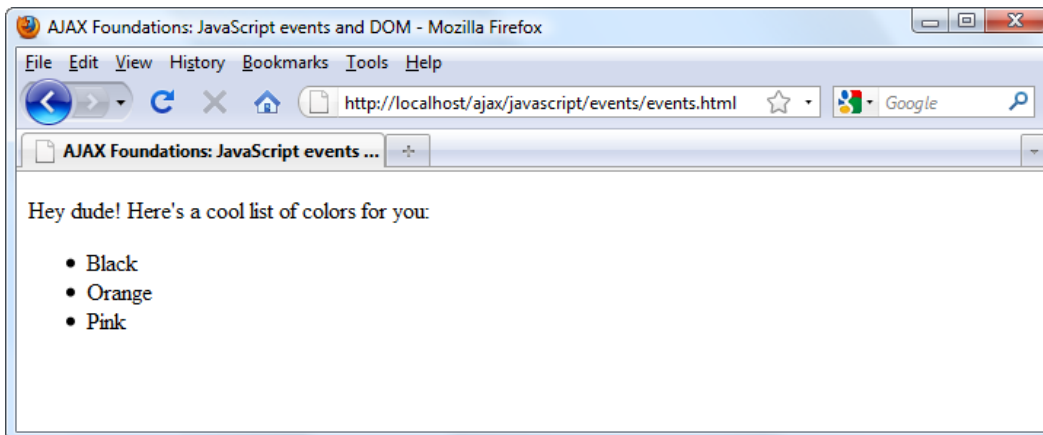 AJAX Foundations: JavaScript events and DOM - Mozilla Firefox
File Edit View History Bookmarks Tools Help
http://localhost/ajax/javascript/events/events.html Google
AJAX Foundations: JavaScript events ...
Hey dude! Here's a cool list of colors for you:
• Black
• Orange
• Pink